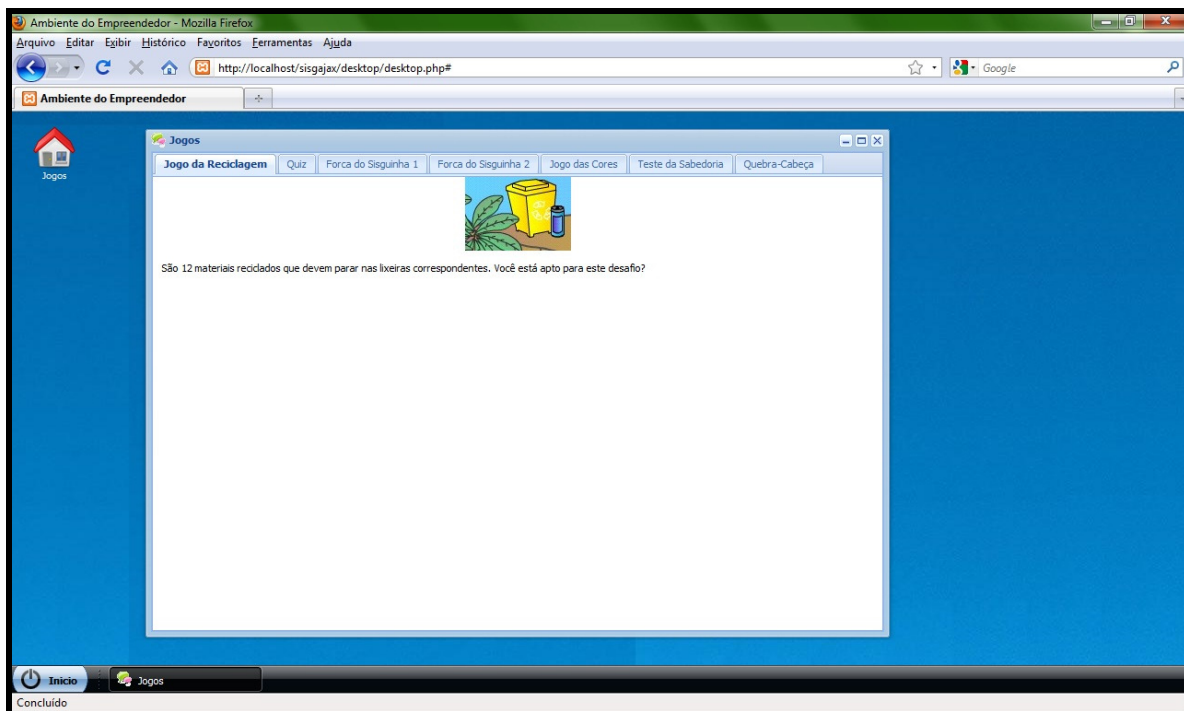 Ambiente do Empreendedor - Mozilla Firefox
Arquivo Editar Exibir Histórico Favoritos Ferramentas Ajuda
http://localhost/sisgajax/desktop/desktop.php# Google
Ambiente do Empreendedor
Jogos
Jogos
Jogo da Reciclagem Quiz Forca do Sisguinha 1 Forca do Sisguinha 2 Jogo das Cores Teste da Sabedoria Quebra-Cabeça
São 12 materiais reciclados que devem parar nas lixeiras correspondentes. Você está apto para este desafio?
Inicio Jogos
Concluído